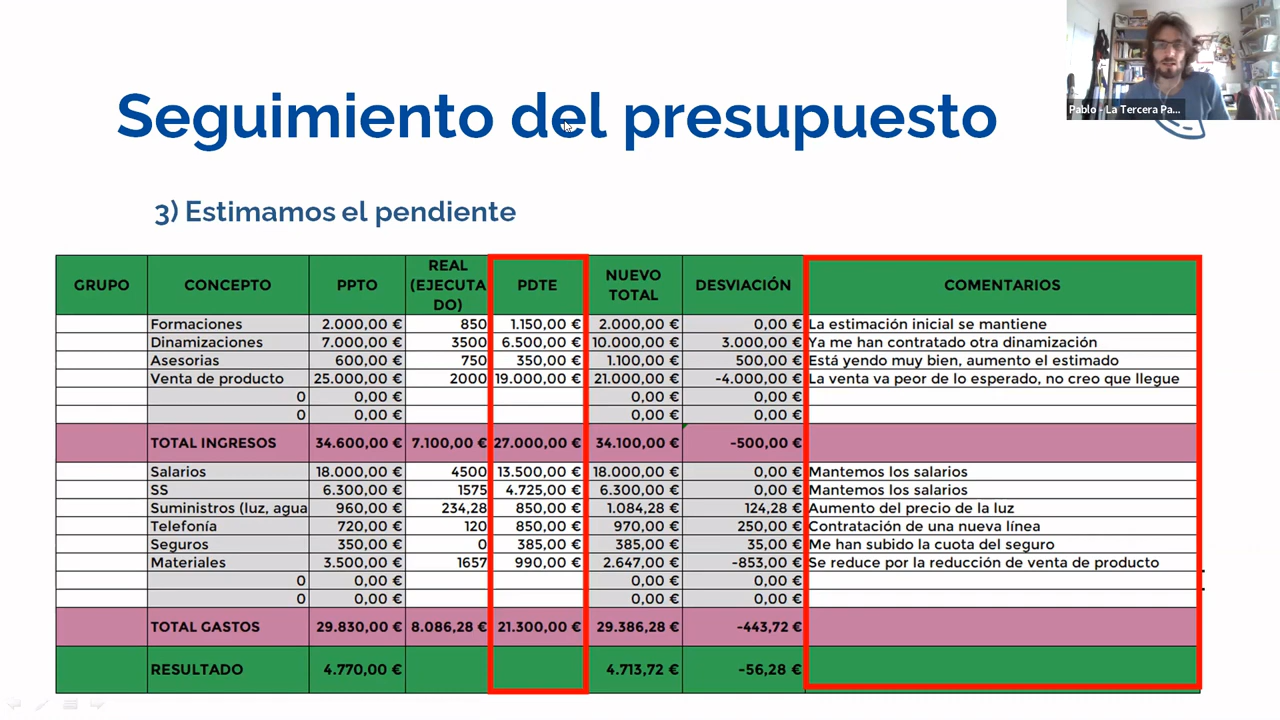 Pablo - La Tercera Pa...
Seguimiento del presupuesto
3) Estimamos el pendiente
GRUPO CONCEPTO PPTO REAL (EJECUTADO) PDTE NUEVO TOTAL DESVIACIÓN COMENTARIOS
Formaciones 2.000,00 € 850 1.150,00 € 2.000,00 € 0,00 € La estimación inicial se mantiene
Dinamizaciones 7.000,00 € 3500 6.500,00 € 10.000,00 € 3.000,00 € Ya me han contratado otra dinamización
Asesorias 600,00 € 750 350,00 € 1.100,00 € 500,00 € Está yendo muy bien, aumento el estimado
Venta de producto 25.000,00 € 2000 19.000,00 € 21.000,00 € -4.000,00 € La venta va peor de lo esperado, no creo que llegue
0 0,00 € 0,00 € 0,00 €
0 0,00 € 0,00 € 0,00 €
TOTAL INGRESOS 34.600,00 € 7.100,00 € 27.000,00 € 34.100,00 € -500,00 €
Salarios 18.000,00 € 4500 13.500,00 € 18.000,00 € 0,00 € Mantemos los salarios
SS 6.300,00 € 1575 4.725,00 € 6.300,00 € 0,00 € Mantemos los salarios
Suministros (luz, agua 960,00 € 234,28 850,00 € 1.084,28 € 124,28 € Aumento del precio de la luz
Telefonía 720,00 € 120 850,00 € 970,00 € 250,00 € Contratación de una nueva línea
Seguros 350,00 € 0 385,00 € 385,00 € 35,00 € Me han subido la cuota del seguro
Materiales 3.500,00 € 1657 990,00 € 2.647,00 € -853,00 € Se reduce por la reducción de venta de producto
0 0,00 € 0,00 € 0,00 €
0 0,00 € 0,00 € 0,00 €
TOTAL GASTOS 29.830,00 € 8.086,28 € 21.300,00 € 29.386,28 € -443,72 €
RESULTADO 4.770,00 € 4.713,72 € -56,28 €